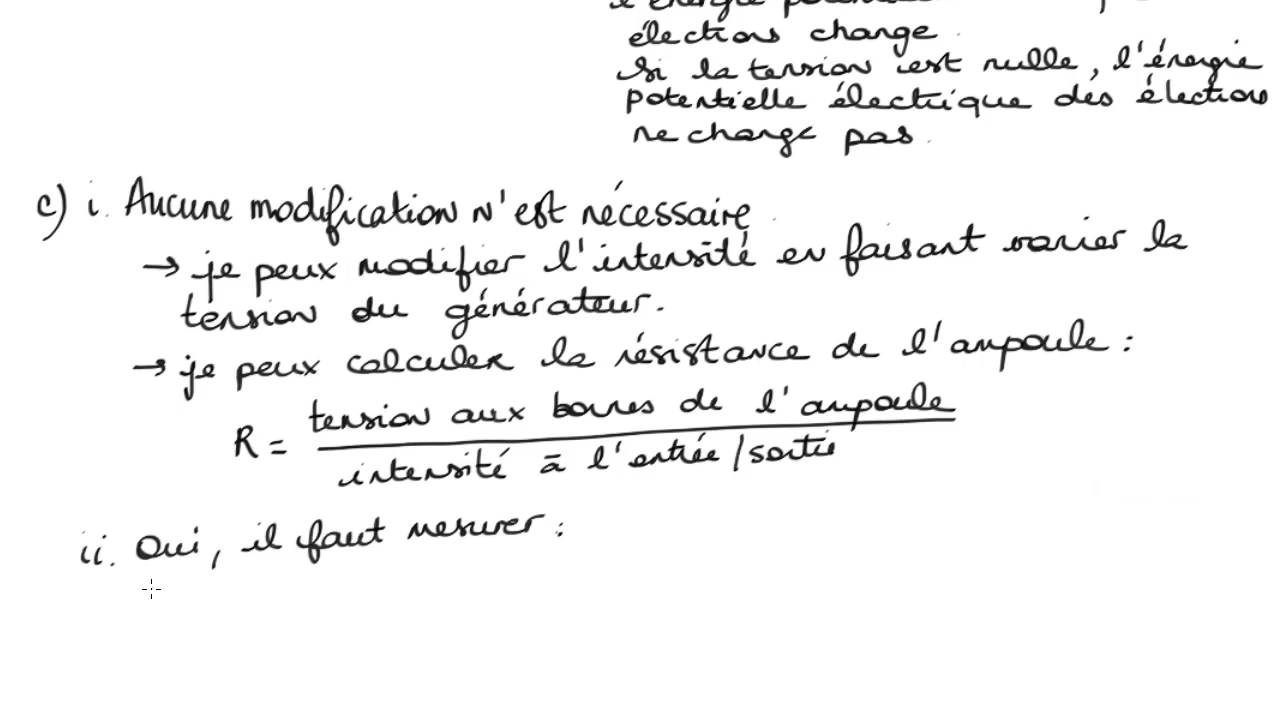 l'énergie
électrons change.
Si la tension est nulle, l'énergie
potentielle électrique des électrons
ne change pas.
c) i. Aucune modification n'est nécessaire
→ je peux modifier l'intensité en faisant varier la
tension du générateur.
→ je peux calculer la résistance de l'ampoule :
R = tension aux bornes de l'ampoule
intensité à l'entrée/sortie
ii. Oui, il faut mesurer :